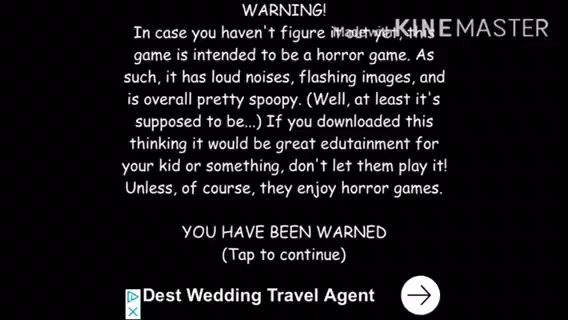 WARNING!
In case you haven't figure it out yet, this
game is intended to be a horror game. As
such, it has loud noises, flashing images, and
is overall pretty spoopy. (Well, at least it's
supposed to be...) If you downloaded this
thinking it would be great edutainment for
your kid or something, don't let them play it!
Unless, of course, they enjoy horror games.
YOU HAVE BEEN WARNED
(Tap to continue)
Made with KINEMASTER
Dest Wedding Travel Agent